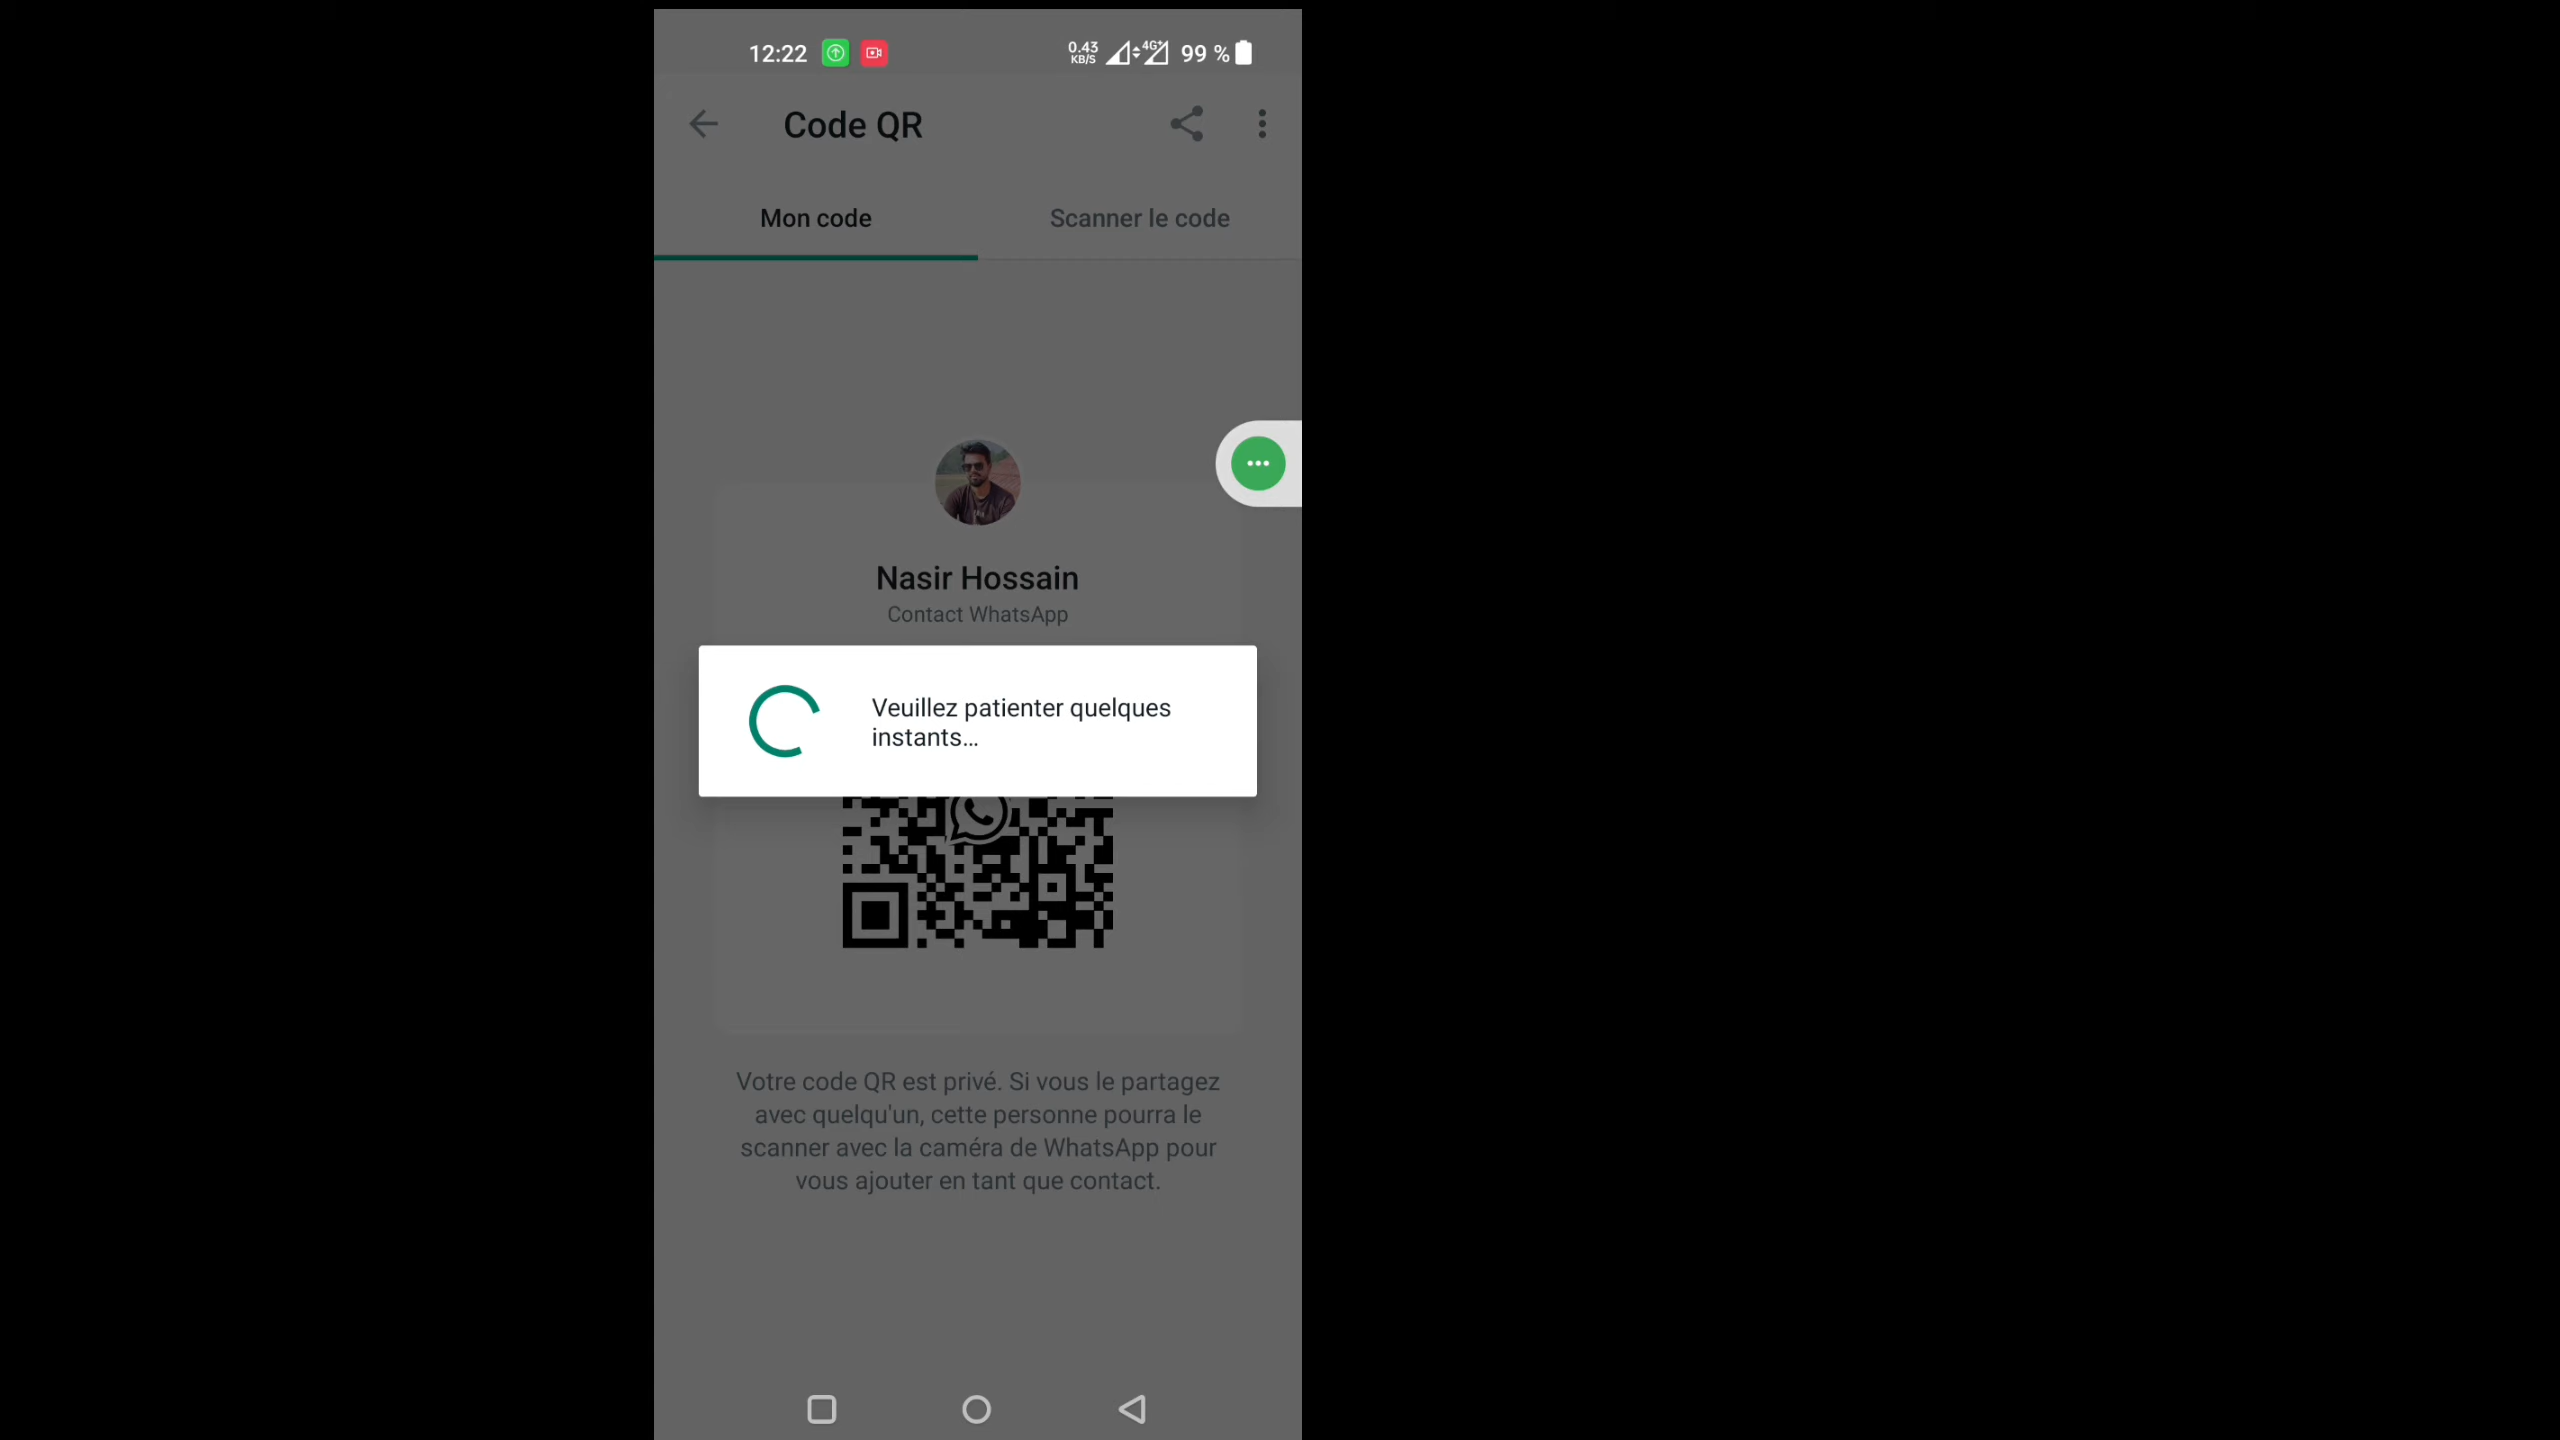 12:22
0.43
KB/S
4G+
99 %
Code QR
Mon code
Scanner le code
Nasir Hossain
Contact WhatsApp
Veuillez patienter quelques
instants...
Votre code QR est privé. Si vous le partagez
avec quelqu'un, cette personne pourra le
scanner avec la caméra de WhatsApp pour
vous ajouter en tant que contact.